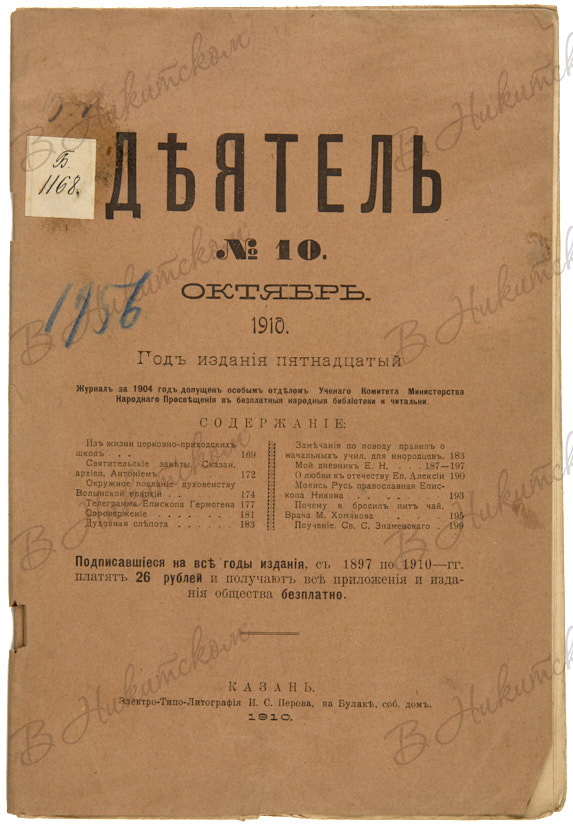 Б.
1168.
ДѢЯТЕЛЬ
№ 10.
ОКТЯБРЬ.
1910.
1956
Годъ изданія пятнадцатый
Журналъ за 1904 годъ допущенъ особымъ отдѣломъ Ученаго Комитета Министерства
Народнаго Просвѣщенія въ безплатныя народныя библіотеки и читальни.
СОДЕРЖАНІЕ:
Изъ жизни церковно-приходскихъ
школъ . . . 169
Святительскіе завѣты. Сказан.
архіеп. Антоніемъ . . . 172
Окружное посланіе духовенству
Волынской епархіи . . 174
Телеграмма Епископа Гермогена 177
Сквовреженіе . . . . . . 181
Духовная слѣпота . . . . 183
Замѣчанія по поводу правилъ о
начальныхъ учил. для инородцевъ. 183
Мой дневникъ Е. Н. . . . 187—197
О любви къ отечеству Еп. Алексія 190
Молись Русь православная Епис-
копа Никона . . . . . . 193
Почему я бросилъ пить чай.
Врача М. Хомякова . . . . . 195
Поученіе. Св. С. Знаменскаго . . 199
Подписавшіеся на всѣ годы изданія, съ 1897 по 1910—гг.
платятъ 26 рублей и получаютъ всѣ приложенія и изда-
нія общества безплатно.
КАЗАНЬ.
Электро-Типо-Литографія И. С. Перова, на Булакѣ, соб. домъ.
1910.
В Никитском